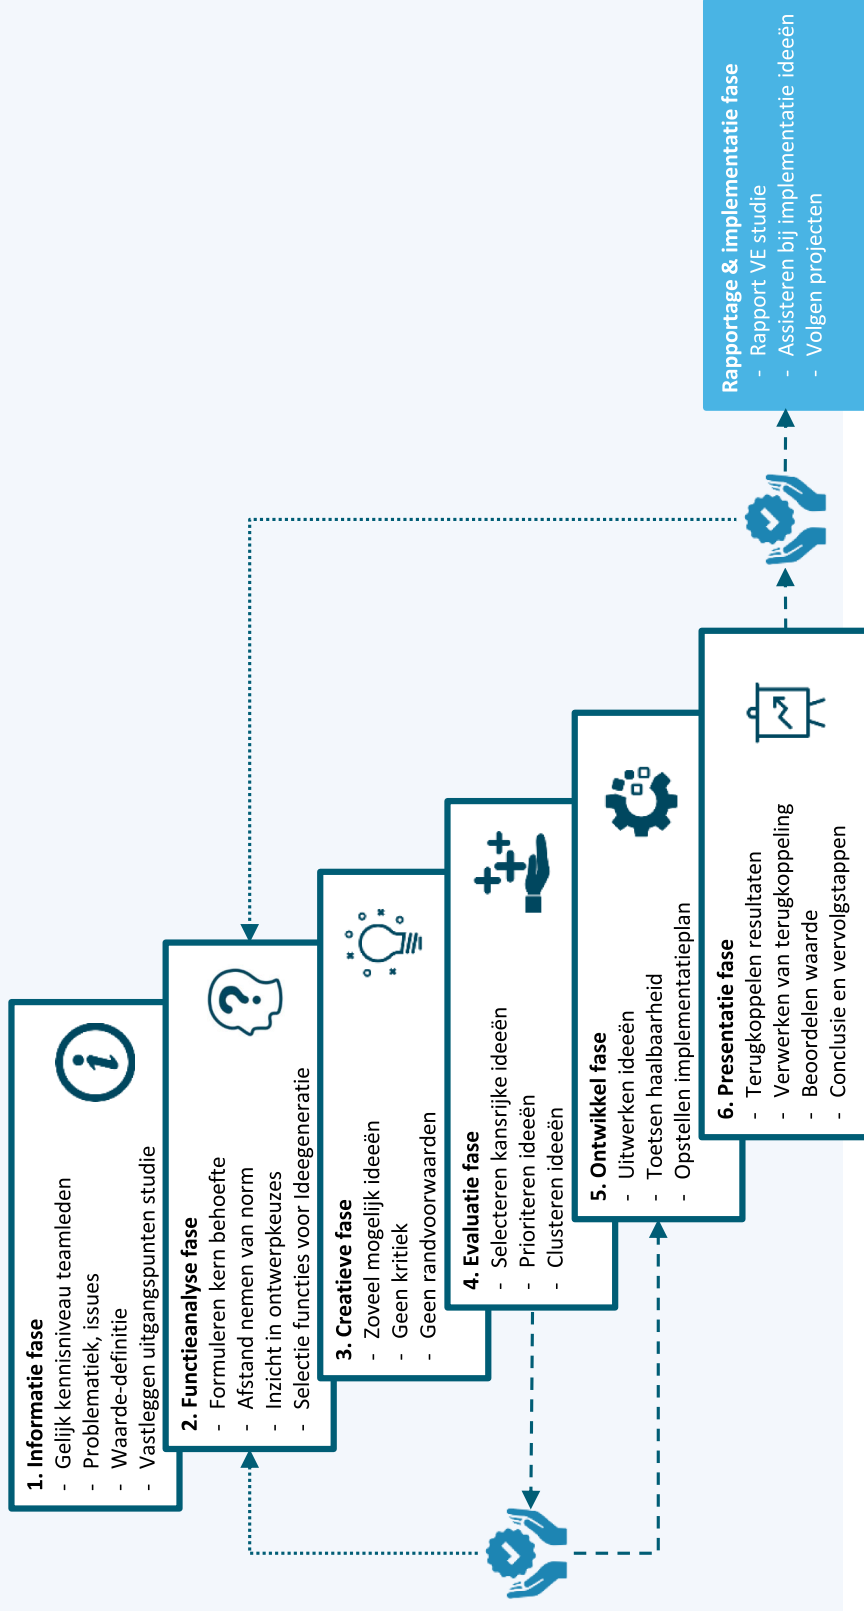 1. Informatie fase
- Gelijk kennisniveau teamleden
- Problematiek, issues
- Waarde-definitie
- Vastleggen uitgangspunten studie
2. Functieanalyse fase
- Formuleren kern behoefte
- Afstand nemen van norm
- Inzicht in ontwerpkeuzes
- Selectie functies voor Ideegeneratie
3. Creatieve fase
- Zoveel mogelijk ideeën
- Geen kritiek
- Geen randvoorwaarden
4. Evaluatie fase
- Selecteren kansrijke ideeën
- Prioriteren ideeën
- Clusteren ideeën
5. Ontwikkel fase
- Uitwerken ideeën
- Toetsen haalbaarheid
- Opstellen implementatieplan
6. Presentatie fase
- Terugkoppelen resultaten
- Verwerken van terugkoppeling
- Beoordelen waarde
- Conclusie en vervolgstappen
Rapportage & implementatie fase
- Rapport VE studie
- Assisteren bij implementatie ideeën
- Volgen projecten